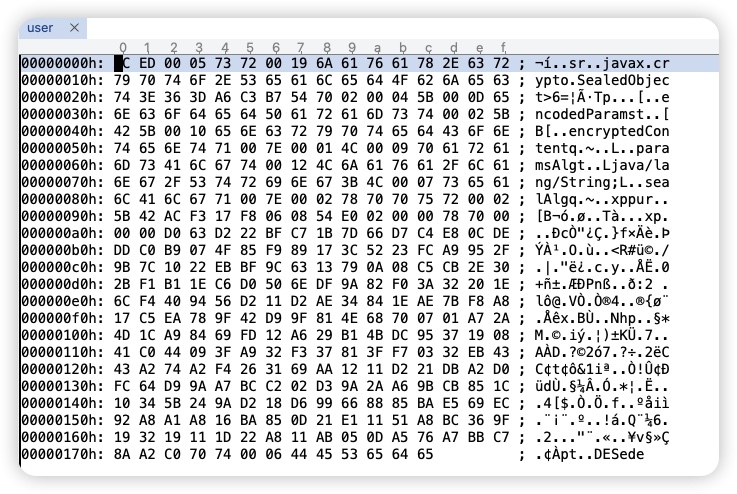 user ×
0 1 2 3 4 5 6 7 8 9 a b c d e f
00000000h: C ED 00 05 73 72 00 19 6A 61 76 61 78 2E 63 72 ; ¬í..sr..javax.cr
00000010h: 79 70 74 6F 2E 53 65 61 6C 65 64 4F 62 6A 65 63 ; ypto.SealedObjec
00000020h: 74 3E 36 3D A6 C3 B7 54 70 02 00 04 5B 00 0D 65 ; t>6=¦Ã·Tp...[..e
00000030h: 6E 63 6F 64 65 64 50 61 72 61 6D 73 74 00 02 5B ; ncodedParamst..[
00000040h: 42 5B 00 10 65 6E 63 72 79 70 74 65 64 43 6F 6E ; B[..encryptedCon
00000050h: 74 65 6E 74 71 00 7E 00 01 4C 00 09 70 61 72 61 ; tentq.~..L..para
00000060h: 6D 73 41 6C 67 74 00 12 4C 6A 61 76 61 2F 6C 61 ; msAlgt..Ljava/la
00000070h: 6E 67 2F 53 74 72 69 6E 67 3B 4C 00 07 73 65 61 ; ng/String;L..sea
00000080h: 6C 41 6C 67 71 00 7E 00 02 78 70 70 75 72 00 02 ; lAlgq.~..xppur..
00000090h: 5B 42 AC F3 17 F8 06 08 54 E0 02 00 00 78 70 00 ; [B¬ó.ø..Tà...xp.
000000a0h: 00 00 D0 63 D2 22 BF C7 1B 7D 66 D7 C4 E8 0C DE ; ..ÐcÒ"¿Ç.}f×Äè.Þ
000000b0h: DD C0 B9 07 4F 85 F9 89 17 3C 52 23 FC A9 95 2F ; ÝÀ¹.O.ù..<R#ü©./
000000c0h: 9B 7C 10 22 EB BF 9C 63 13 79 0A 08 C5 CB 2E 30 ; .|."ë¿.c.y..ÅË.0
000000d0h: 2B F1 B1 1E C6 D0 50 6E DF 9A 82 F0 3A 32 20 1E ; +ñ±.ÆÐPnß..ð:2 .
000000e0h: 6C F4 40 94 56 D2 11 D2 AE 34 84 1E AE 7B F8 A8 ; lô@.VÒ.Ò®4..®{ø¨
000000f0h: 17 C5 EA 78 9F 42 D9 9F 81 4E 68 70 07 01 A7 2A ; .Åêx.BÙ..Nhp..§*
00000100h: 4D 1C A9 84 69 FD 12 A6 29 B1 4B DC 95 37 19 08 ; M.©.iý.¦)±KÜ.7..
00000110h: 41 C0 44 09 3F A9 32 F3 37 81 3F F7 03 32 EB 43 ; AÀD.?©2ó7.?÷.2ëC
00000120h: 43 A2 74 A2 F4 26 31 69 AA 12 11 D2 21 DB A2 D0 ; C¢t¢ô&1iª..Ò!Û¢Ð
00000130h: FC 64 D9 9A A7 BC C2 02 D3 9A 2A A6 9B CB 85 1C ; üdÙ.§¼Â.Ó.*¦.Ë..
00000140h: 10 34 5B 24 9A D2 18 D6 99 66 88 85 BA E5 69 EC ; .4[$.Ò.Ö.f..ºåiì
00000150h: 92 A8 A1 A8 16 BA 85 0D 21 E1 11 51 A8 BC 36 9F ; .¨¡¨.º..!á.Q¨¼6.
00000160h: 19 32 19 11 1D 22 A8 11 AB 05 0D A5 76 A7 BB C7 ; .2..."¨.«..¥v§»Ç
00000170h: 8A A2 C0 70 74 00 06 44 45 53 65 64 65 ; .¢Àpt..DESede